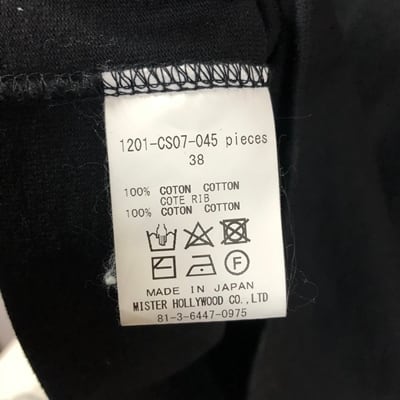 1201-CS07-045 pieces
38
100% COTON COTTON
COTE RIB
100% COTON COTTON
F
MADE IN JAPAN
MISTER HOLLYWOOD CO.,LTD
81-3-6447-0975